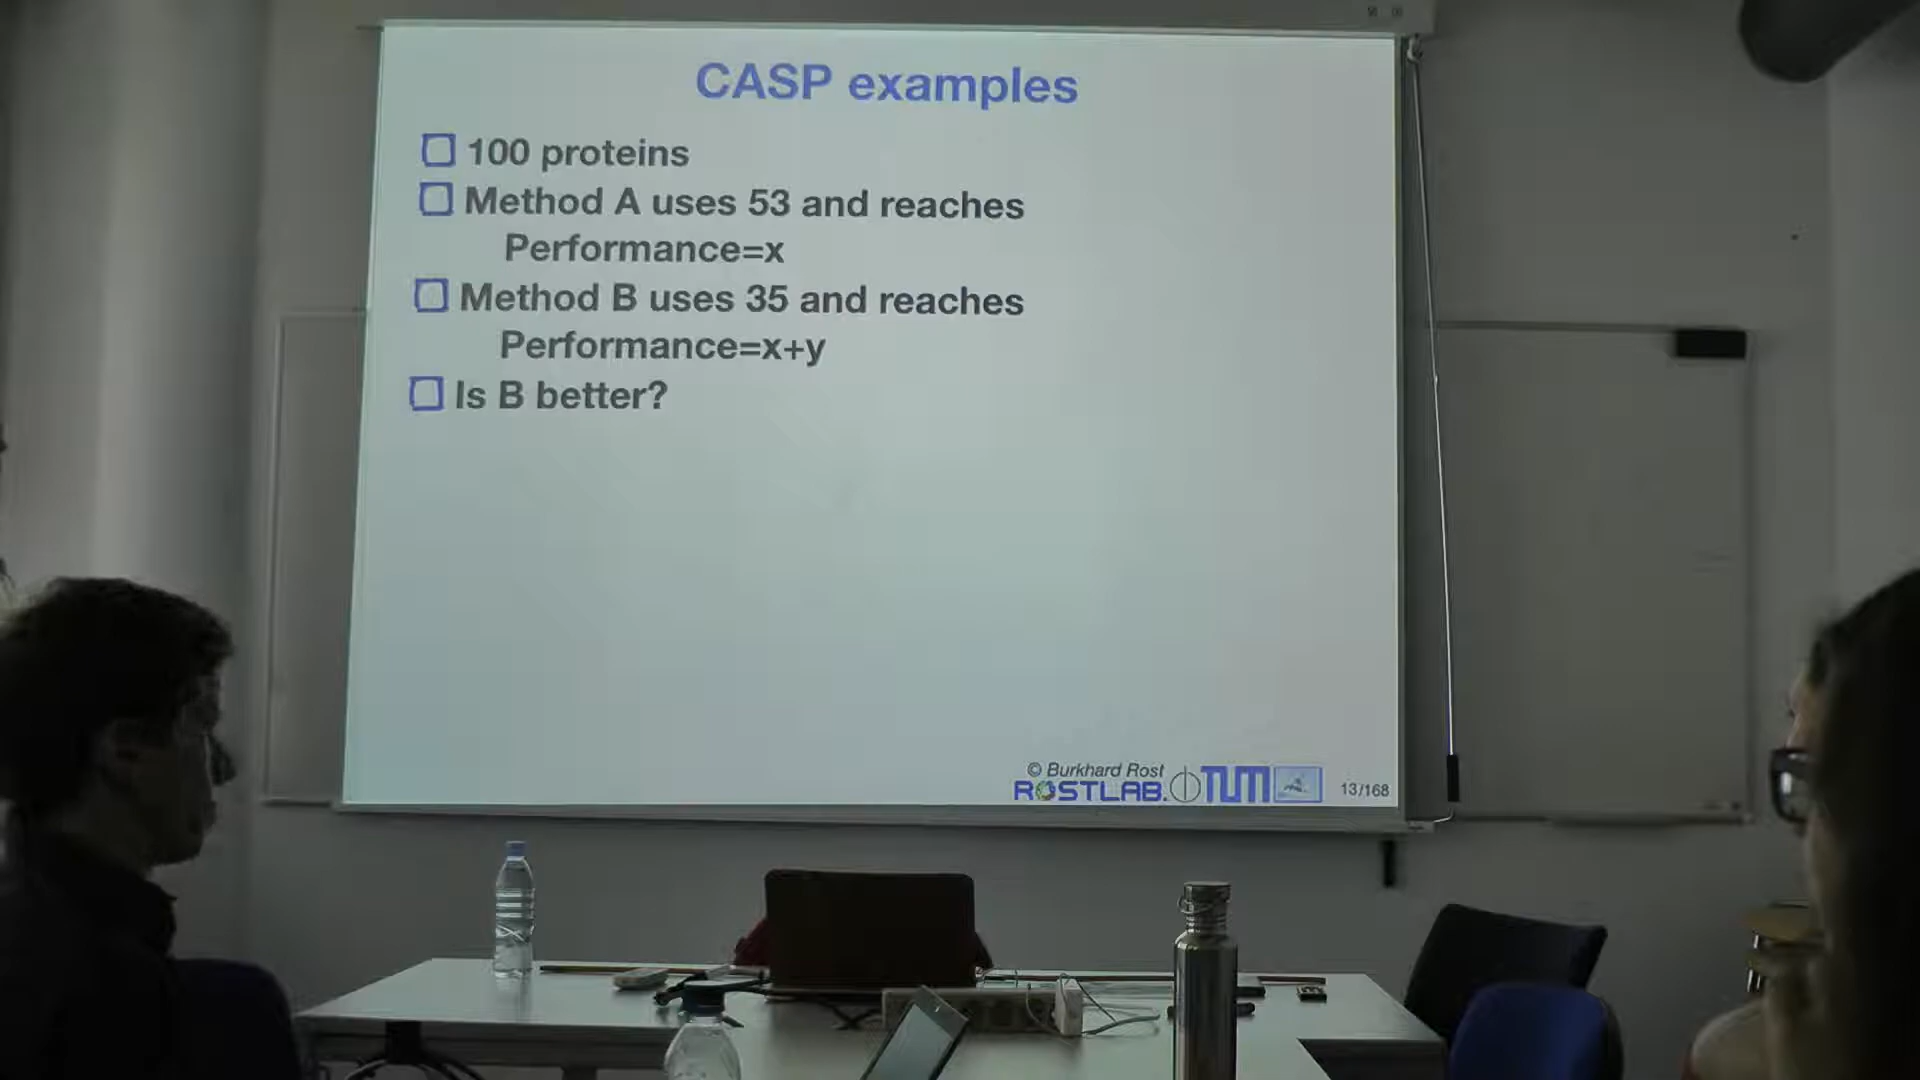 CASP examples
100 proteins
Method A uses 53 and reaches
Performance=x
Method B uses 35 and reaches
Performance=x+y
Is B better?
© Burkhard Rost
ROSTLAB.
TUM
13/168